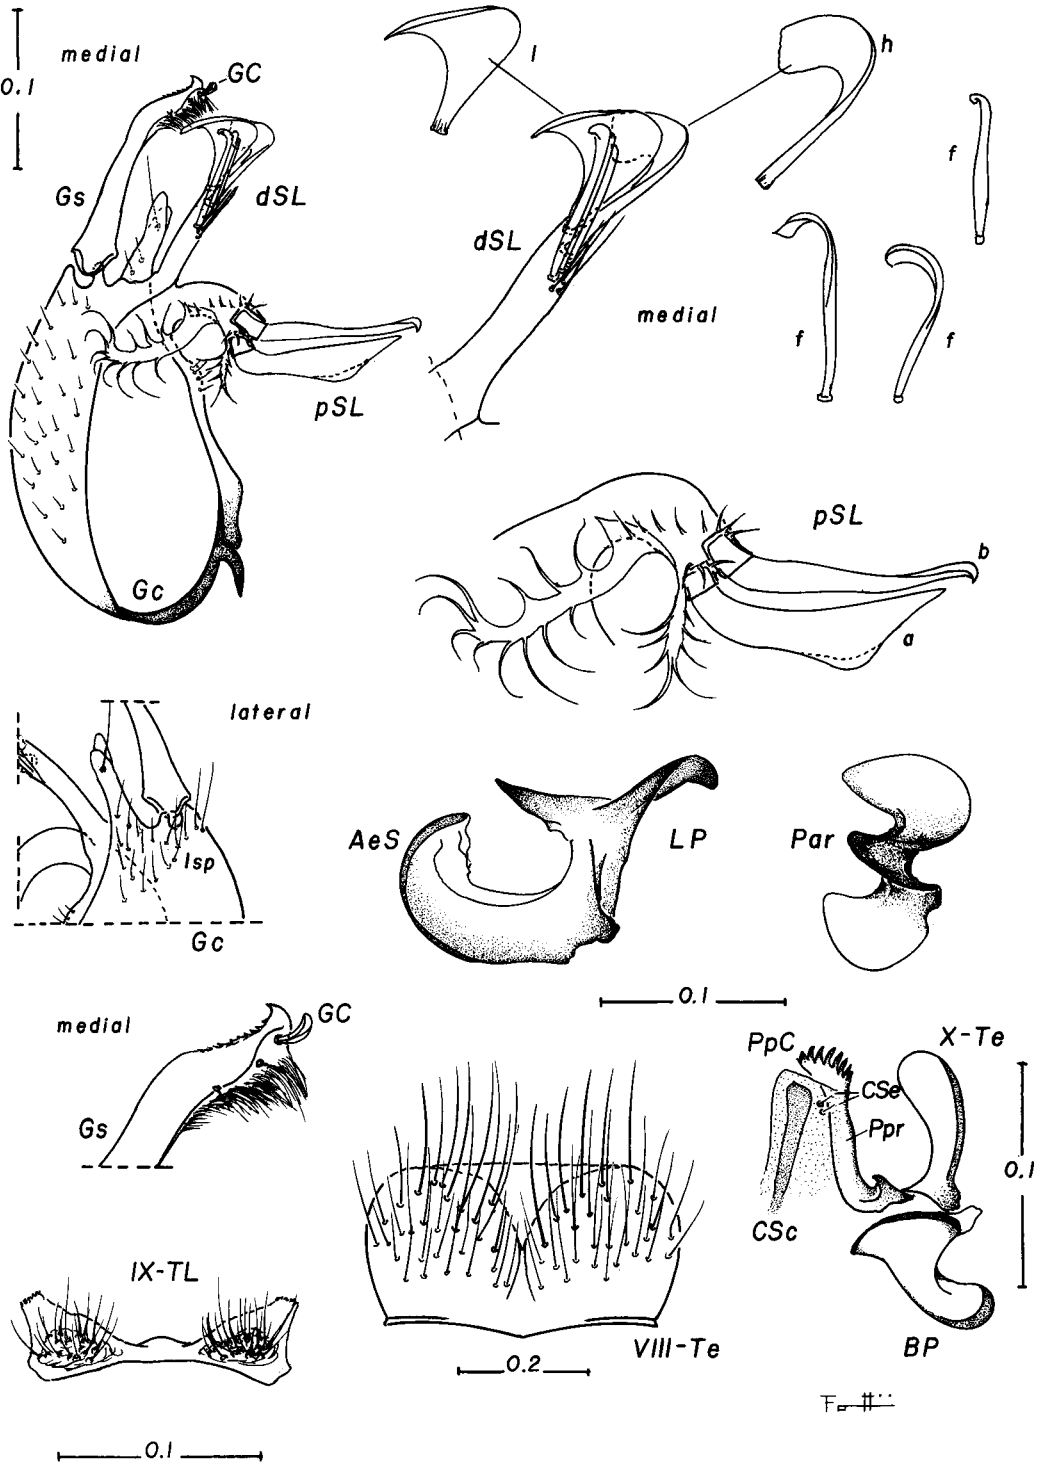 0.1
medial
GC
Gs
dSL
pSL
Gc
l
h
dSL
medial
f
f
f
pSL
b
a
lateral
lsp
Gc
AeS
LP
Par
0.1
medial
GC
Gs
PpC
CSe
Ppr
CSc
X-Te
0.1
BP
IX-TL
0.1
VIII-Te
0.2